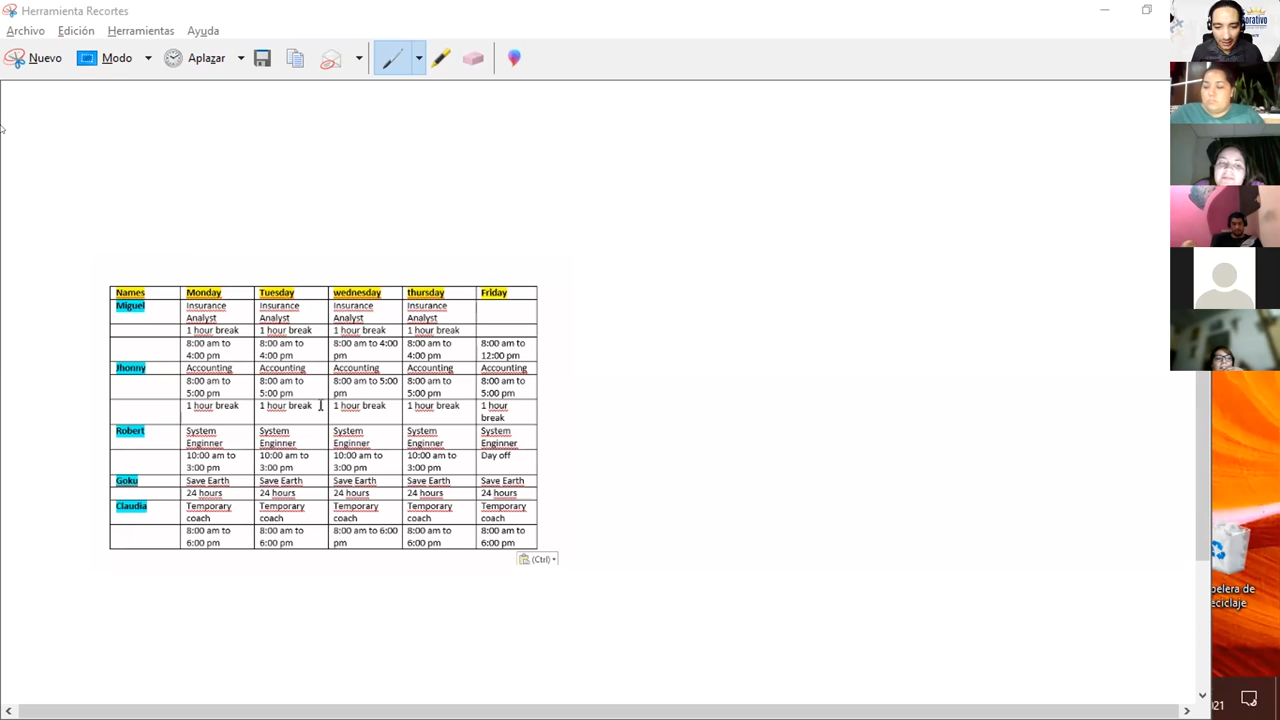 Herramienta Recortes
Archivo Edición Herramientas Ayuda
Nuevo Modo Aplazar
Names Monday Tuesday wednesday thursday Friday
Miguel Insurance Analyst Insurance Analyst Insurance Analyst Insurance Analyst
1 hour break 1 hour break 1 hour break 1 hour break
8:00 am to 4:00 pm 8:00 am to 4:00 pm 8:00 am to 4:00 pm 8:00 am to 4:00 pm 8:00 am to 12:00 pm
Jhonny Accounting Accounting Accounting Accounting Accounting
8:00 am to 5:00 pm 8:00 am to 5:00 pm 8:00 am to 5:00 pm 8:00 am to 5:00 pm 8:00 am to 5:00 pm
1 hour break 1 hour break 1 hour break 1 hour break 1 hour break
Robert System Enginner System Enginner System Enginner System Enginner System Enginner
10:00 am to 3:00 pm 10:00 am to 3:00 pm 10:00 am to 3:00 pm 10:00 am to 3:00 pm Day off
Goku Save Earth Save Earth Save Earth Save Earth Save Earth
24 hours 24 hours 24 hours 24 hours 24 hours
Claudia Temporary coach Temporary coach Temporary coach Temporary coach Temporary coach
8:00 am to 6:00 pm 8:00 am to 6:00 pm 8:00 am to 6:00 pm 8:00 am to 6:00 pm 8:00 am to 6:00 pm
(Ctrl)
orativo
pelera de
eciclaje
021